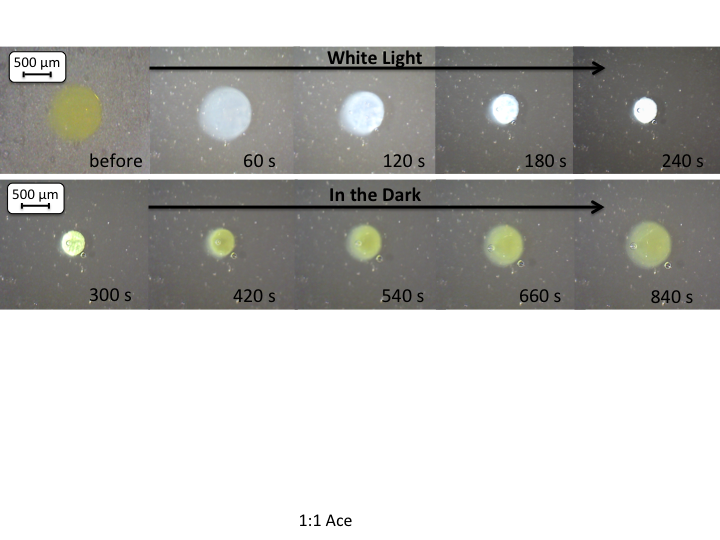 500 µm
White Light
before
60 s
120 s
180 s
240 s
500 µm
In the Dark
300 s
420 s
540 s
660 s
840 s
1:1 Ace